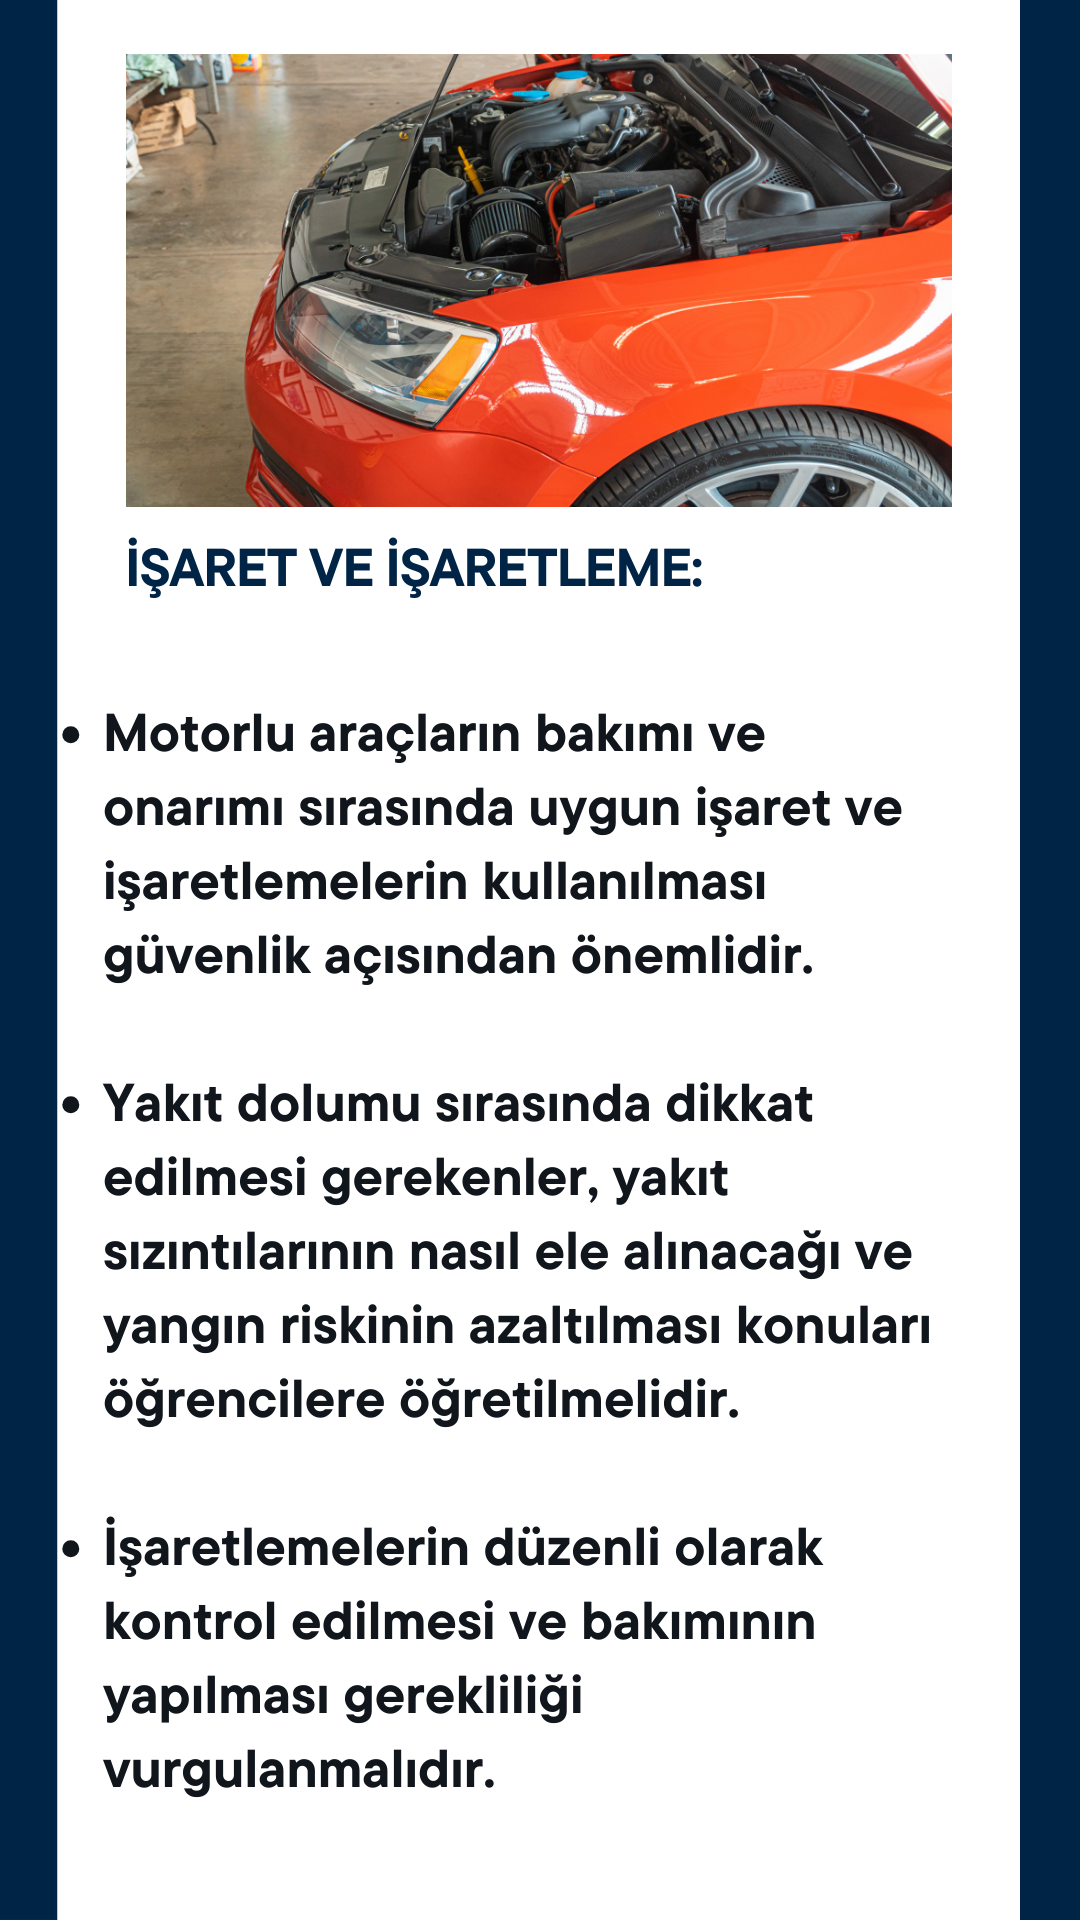 İŞARET VE İŞARETLEME:
• Motorlu araçların bakımı ve
onarımı sırasında uygun işaret ve
işaretlemelerin kullanılması
güvenlik açısından önemlidir.
• Yakıt dolumu sırasında dikkat
edilmesi gerekenler, yakıt
sızıntılarının nasıl ele alınacağı ve
yangın riskinin azaltılması konuları
öğrencilere öğretilmelidir.
• İşaretlemelerin düzenli olarak
kontrol edilmesi ve bakımının
yapılması gerekliliği
vurgulanmalıdır.